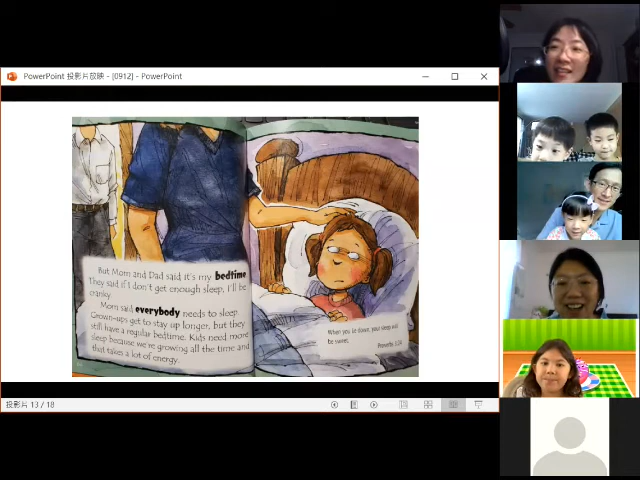 PowerPoint 投影片放映 - [0912] - PowerPoint
But Mom and Dad said it's my bedtime.
They said if I don't get enough sleep, I'll be
cranky.
Mom said everybody needs to sleep.
Grown-ups get to stay up longer, but they
still have a regular bedtime. Kids need more
sleep because we're growing all the time and
that takes a lot of energy.
When you lie down, your sleep will
be sweet.
Proverbs 3:24
投影片 13 / 18